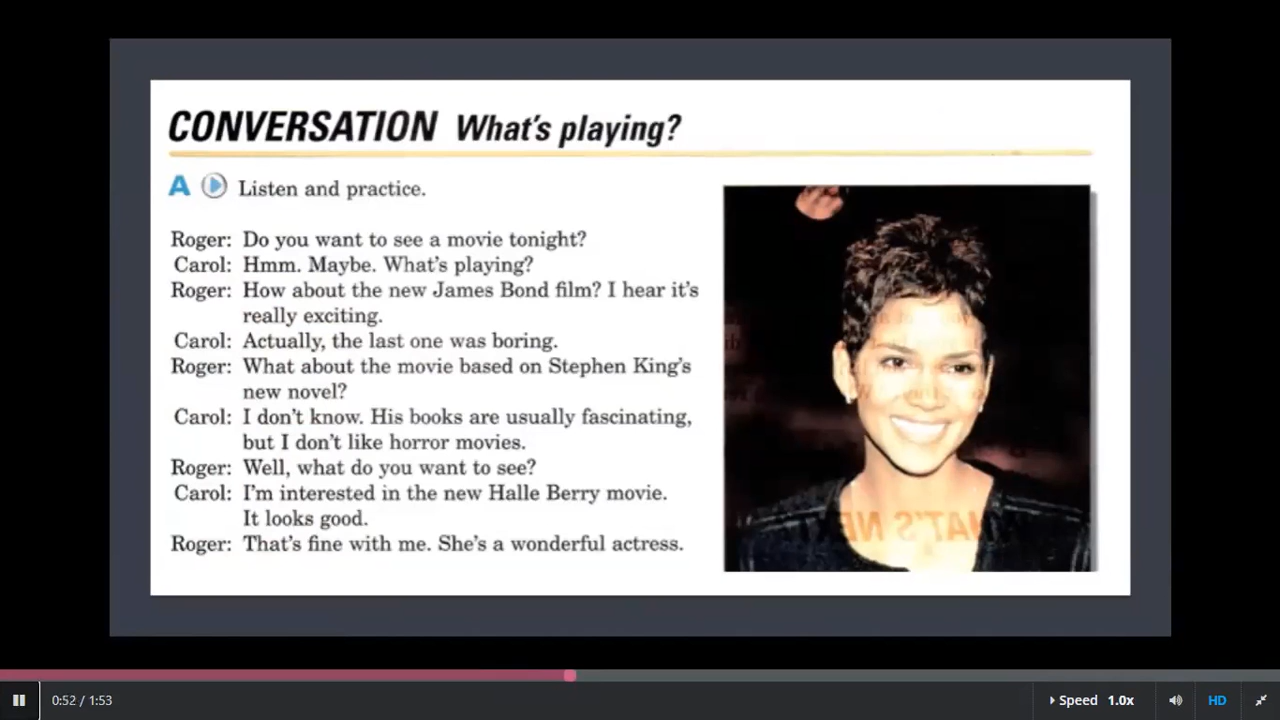 CONVERSATION What's playing?
A Listen and practice.
Roger: Do you want to see a movie tonight?
Carol: Hmm. Maybe. What's playing?
Roger: How about the new James Bond film? I hear it's
really exciting.
Carol: Actually, the last one was boring.
Roger: What about the movie based on Stephen King's
new novel?
Carol: I don't know. His books are usually fascinating,
but I don't like horror movies.
Roger: Well, what do you want to see?
Carol: I'm interested in the new Halle Berry movie.
It looks good.
Roger: That's fine with me. She's a wonderful actress.
WHAT'S NEXT?
0:52 / 1:53
Speed 1.0x
HD